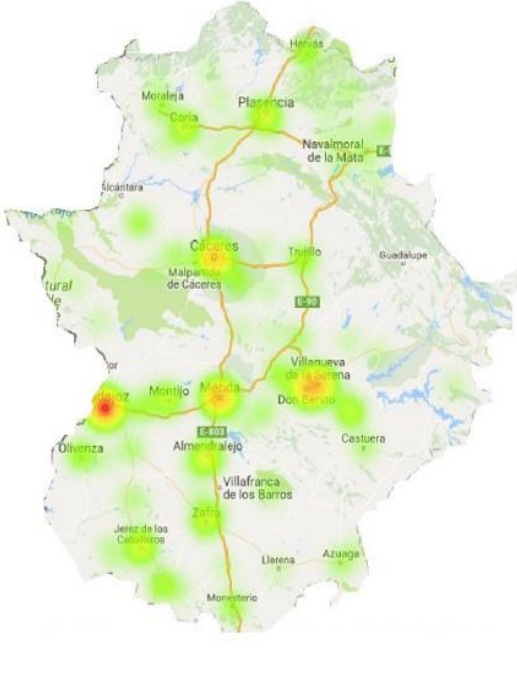 Hervás
Moraleja
Plasencia
Coria
Navalmoral
de la Mata
E-
Alcántara
Cáceres
Trujillo
Guadalupe
Malpartida
de Cáceres
tural
E-90
Villanueva
de la Serena
or
Montijo
Mérida
Don Benito
E-803
Castuera
Olivenza
Almendralejo
Villafranca
de los Barros
Zafra
Jerez de los
Caballeros
Llerena
Azuaga
Monesterio